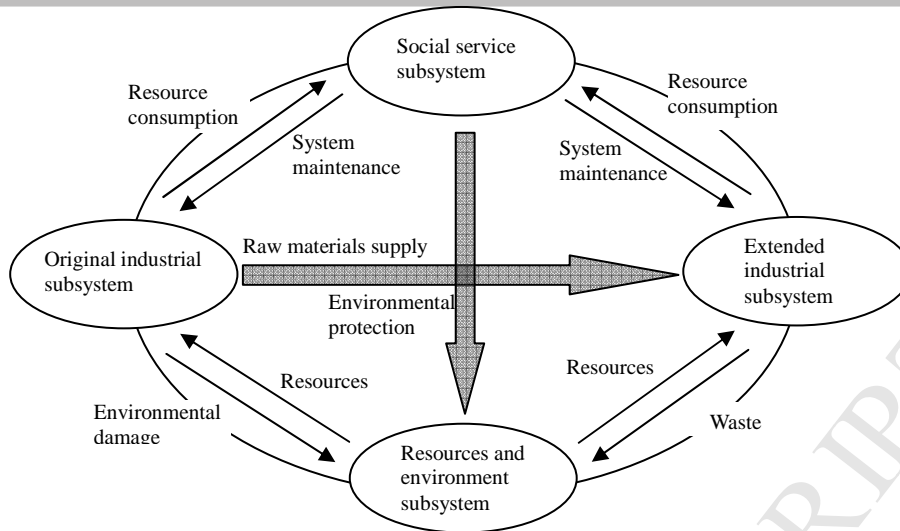 Social service
subsystem
Resource
consumption
Resource
consumption
System
maintenance
System
maintenance
Original industrial
subsystem
Raw materials supply
Extended
industrial
subsystem
Environmental
protection
Resources
Resources
Environmental
damage
Waste
Resources and
environment
subsystem
RIPT